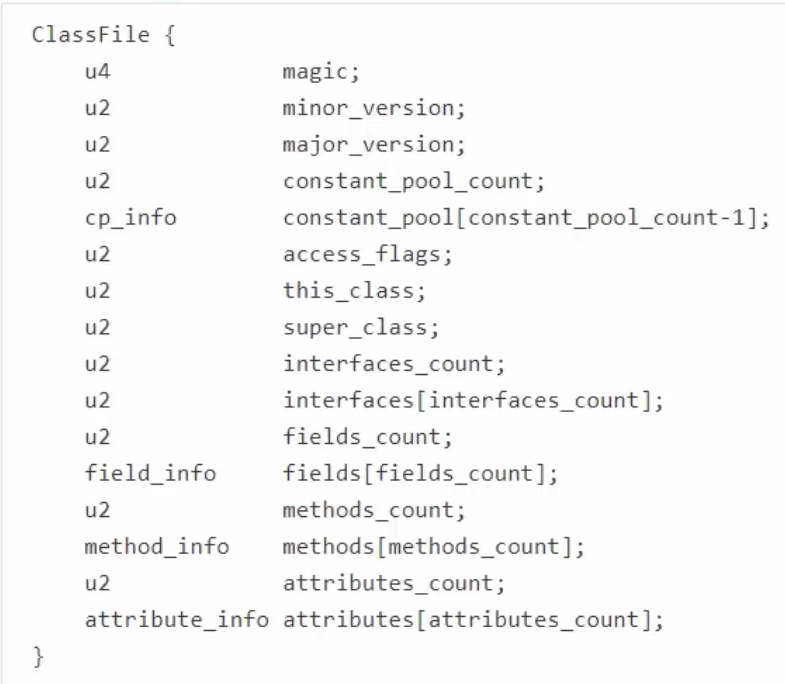 ClassFile {
    u4             magic;
    u2             minor_version;
    u2             major_version;
    u2             constant_pool_count;
    cp_info        constant_pool[constant_pool_count-1];
    u2             access_flags;
    u2             this_class;
    u2             super_class;
    u2             interfaces_count;
    u2             interfaces[interfaces_count];
    u2             fields_count;
    field_info     fields[fields_count];
    u2             methods_count;
    method_info    methods[methods_count];
    u2             attributes_count;
    attribute_info attributes[attributes_count];
}